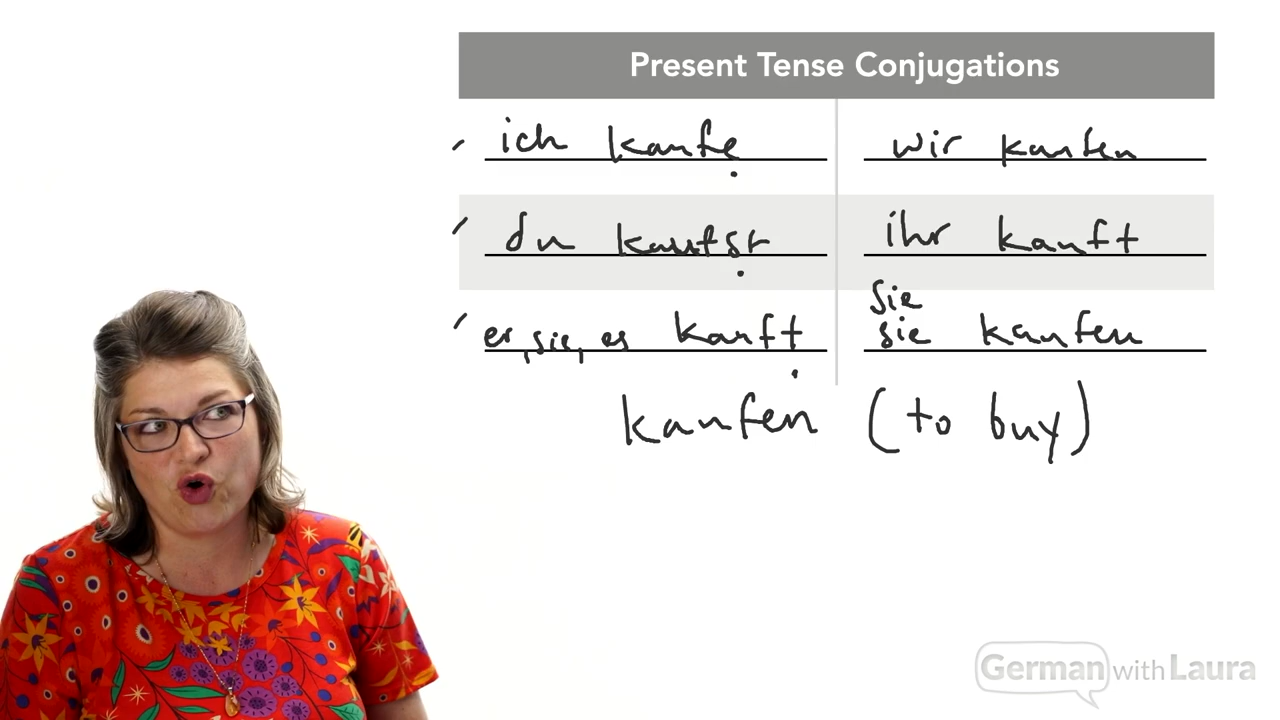 Present Tense Conjugations
ich kaufe
wir kaufen
du kaufst
ihr kauft
er, sie, es kauft
Sie
sie kaufen
kaufen (to buy)
German with Laura